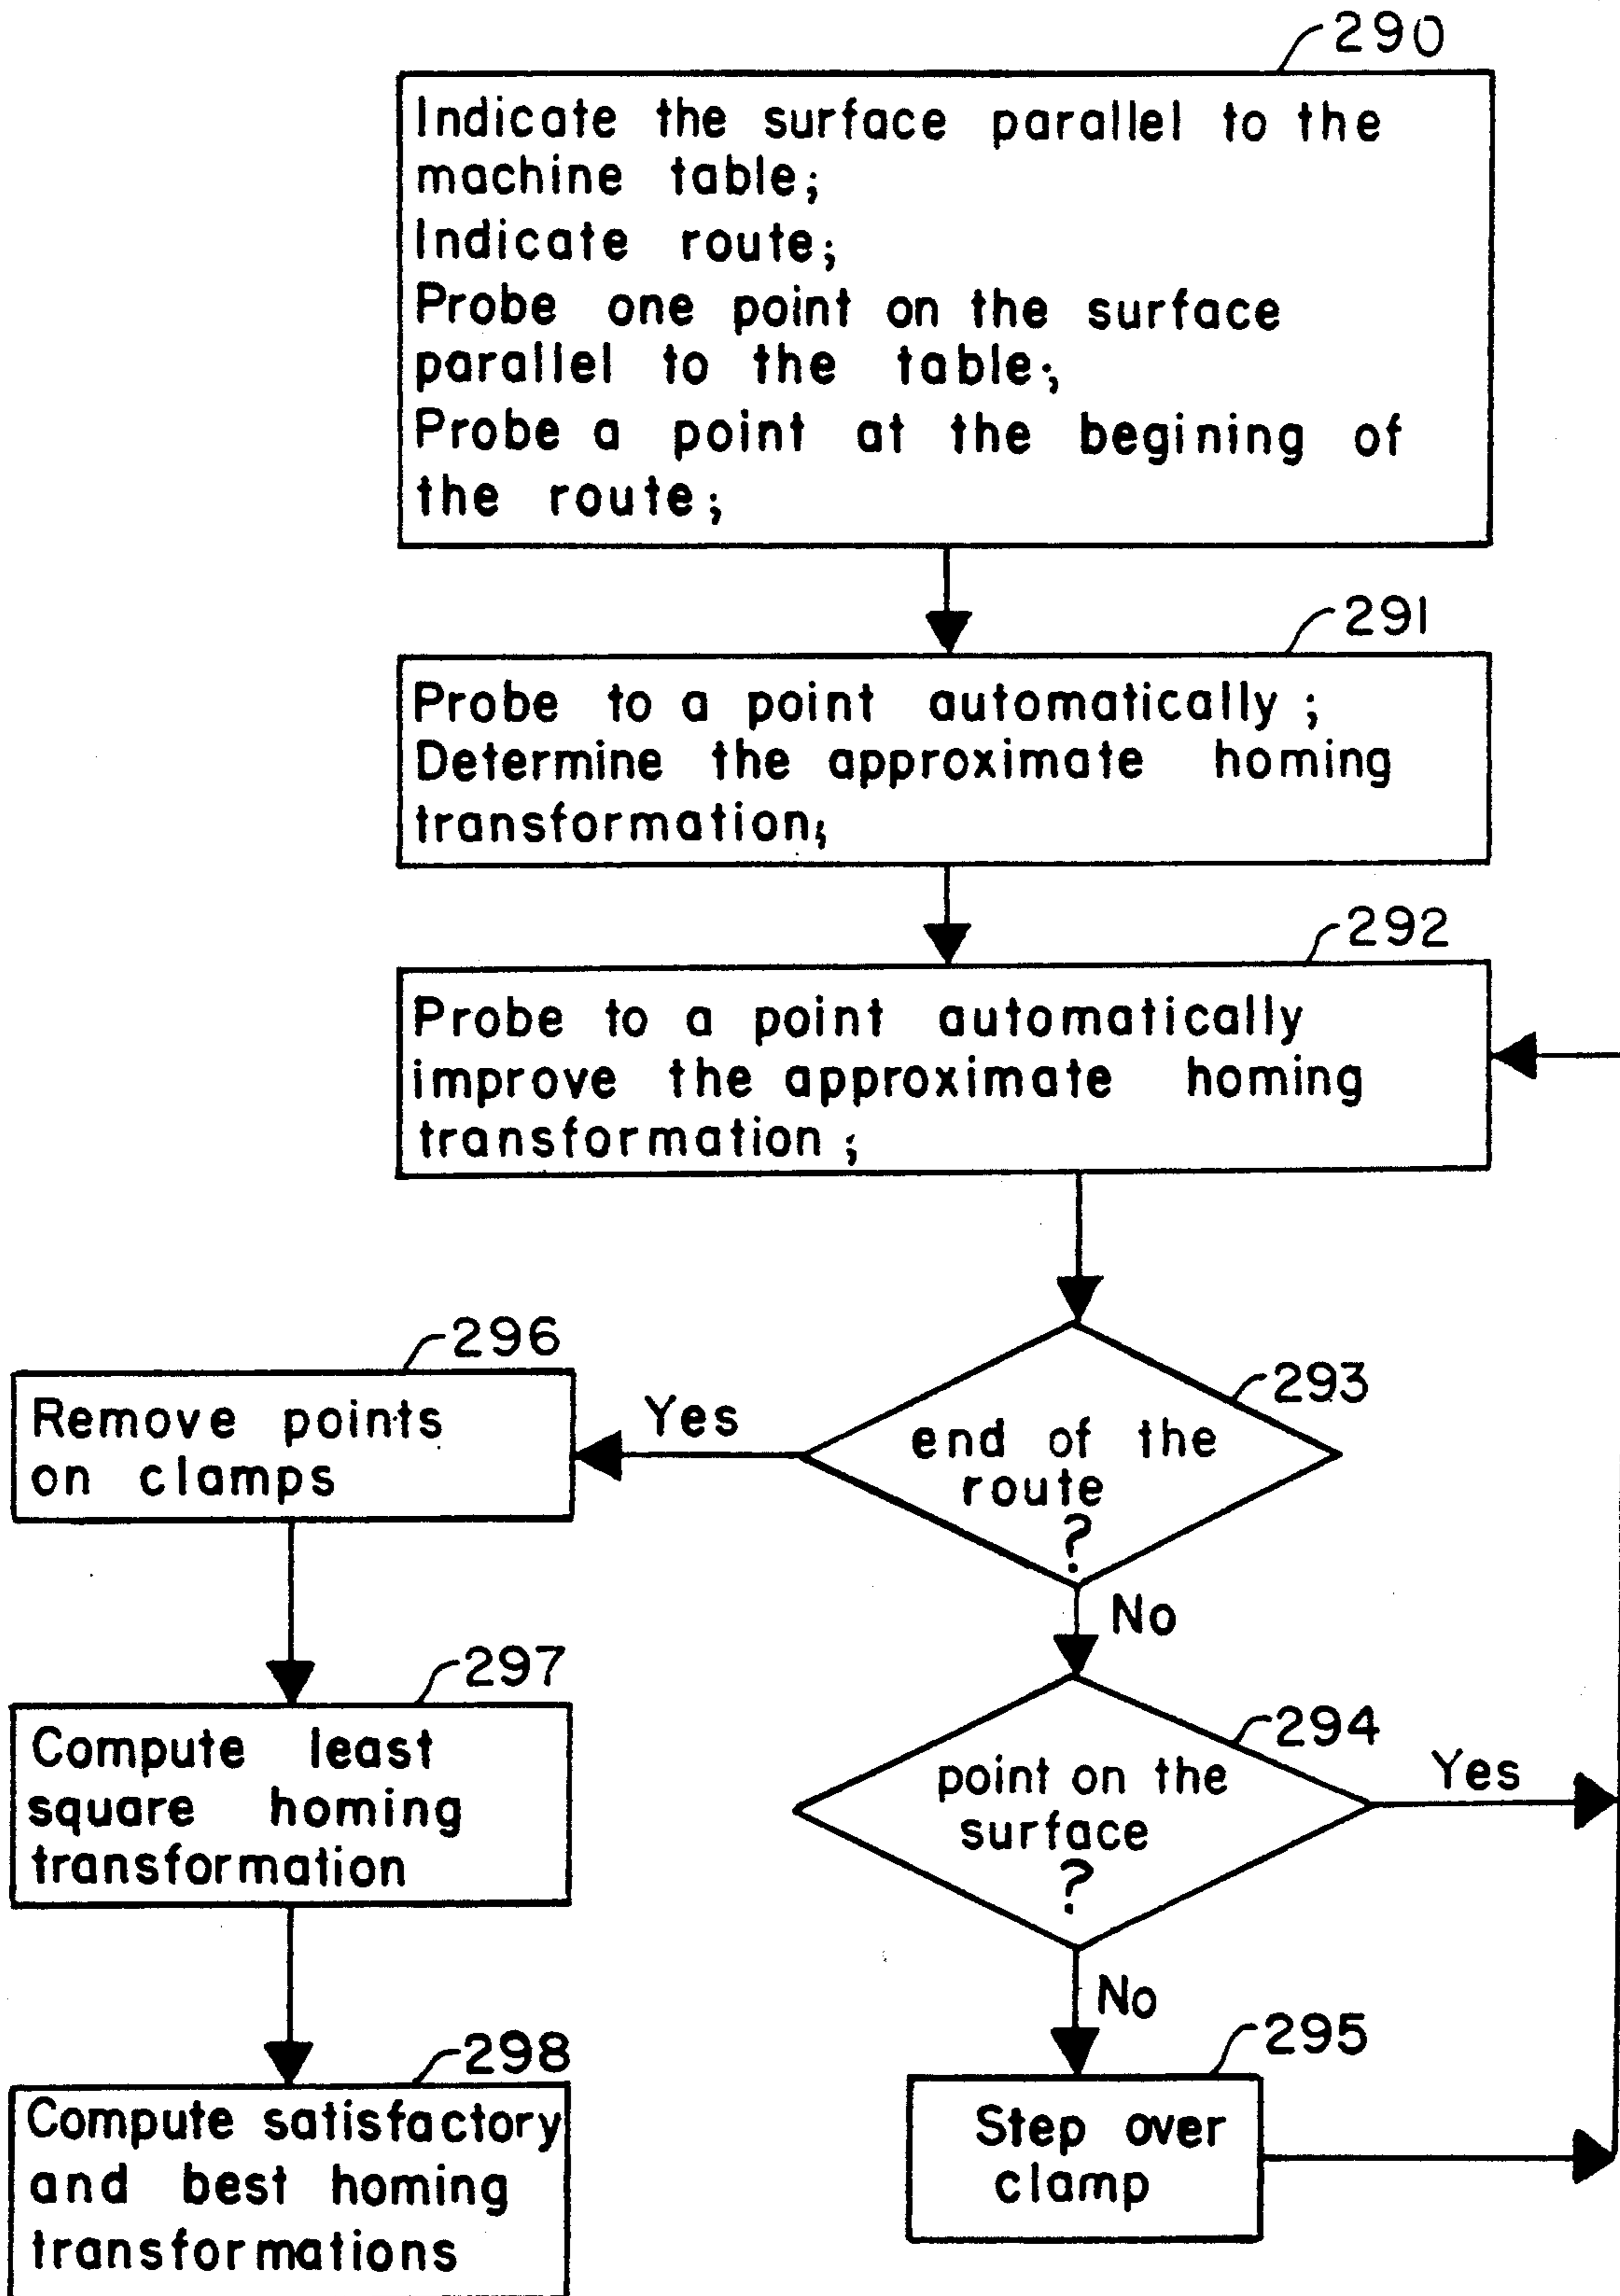 290
Indicate the surface parallel to the
machine table;
Indicate route;
Probe one point on the surface
parallel to the table;
Probe a point at the begining of
the route;
291
Probe to a point automatically ;
Determine the approximate homing
transformation;
292
Probe to a point automatically
improve the approximate homing
transformation ;
293
end of the
route
?
Yes
No
296
Remove points
on clamps
297
Compute least
square homing
transformation
298
Compute satisfactory
and best homing
transformations
294
point on the
surface
?
Yes
No
295
Step over
clamp